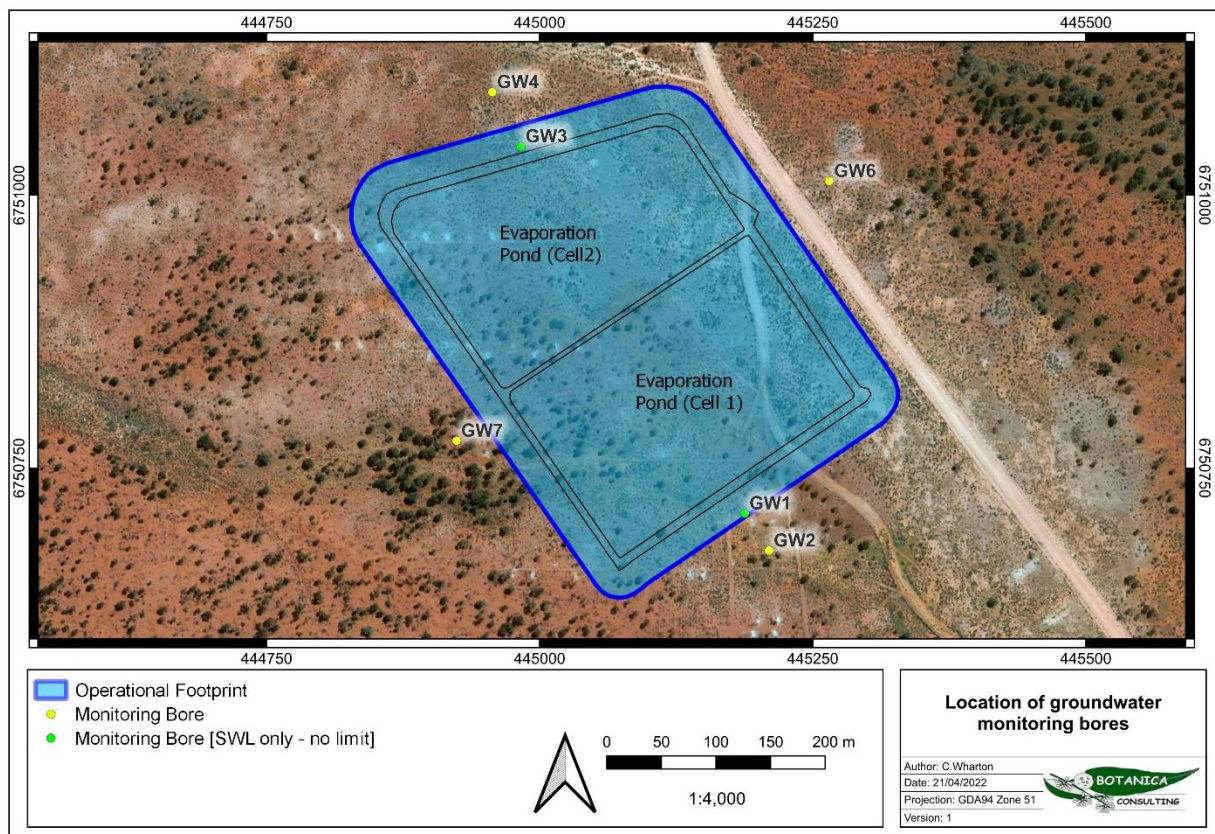 444750
445000
445250
445500
GW4
GW3
GW6
6751000
6751000
Evaporation
Pond (Cell2)
Evaporation
Pond (Cell 1)
GW7
6750750
6750750
GW1
GW2
444750
445000
445250
445500
Operational Footprint
Monitoring Bore
Monitoring Bore [SWL only - no limit]
0 50 100 150 200 m
1:4,000
Location of groundwater
monitoring bores
Author: C.Wharton
Date: 21/04/2022
Projection: GDA94 Zone 51
Version: 1
BOTANICA
CONSULTING